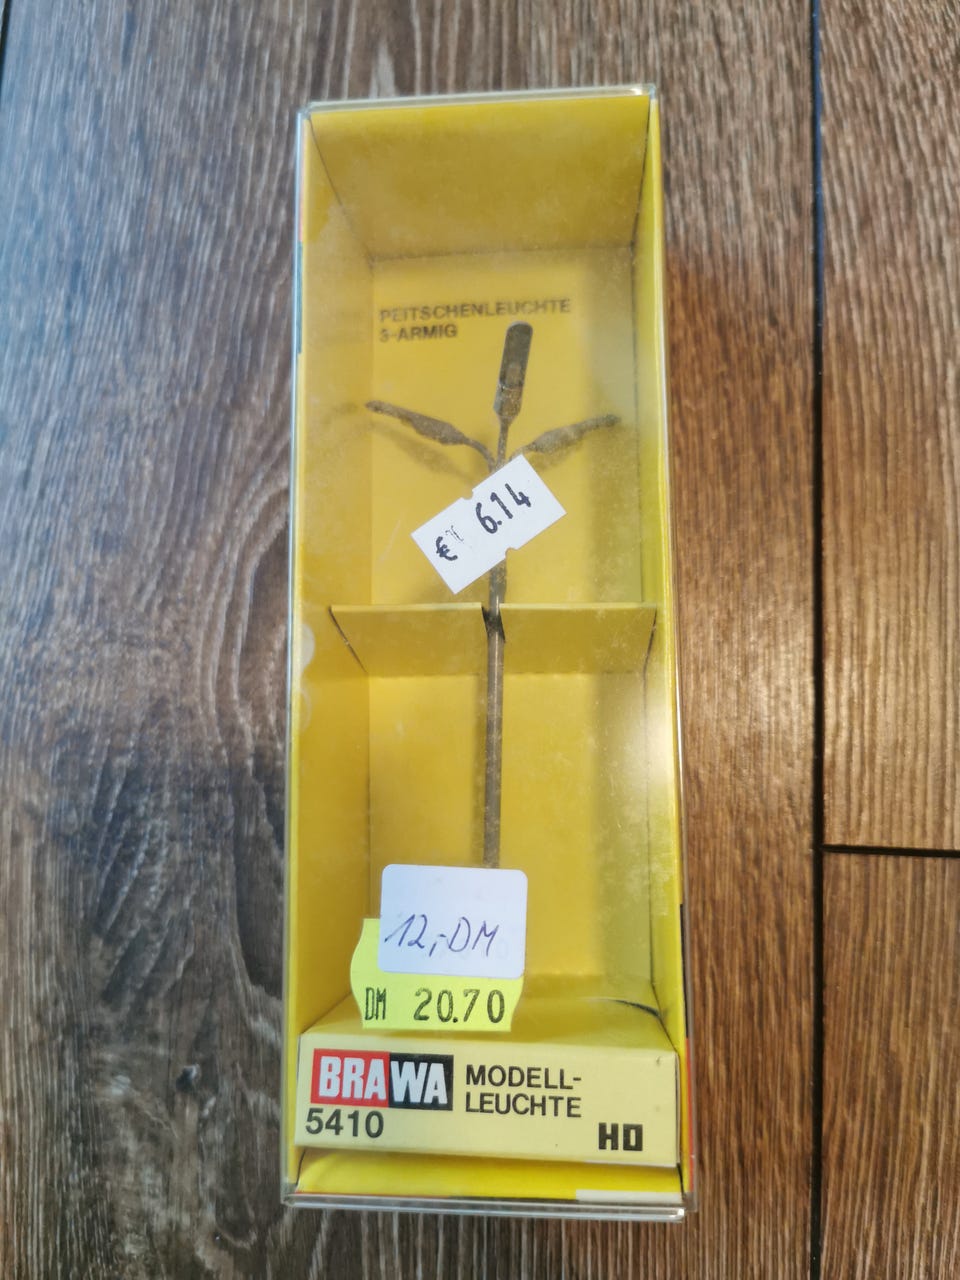 PEITSCHENLEUCHTE
3-ARMIG
€ 6.14
12,-DM
DM 20.70
BRAWA
MODELL-
LEUCHTE
5410
HO